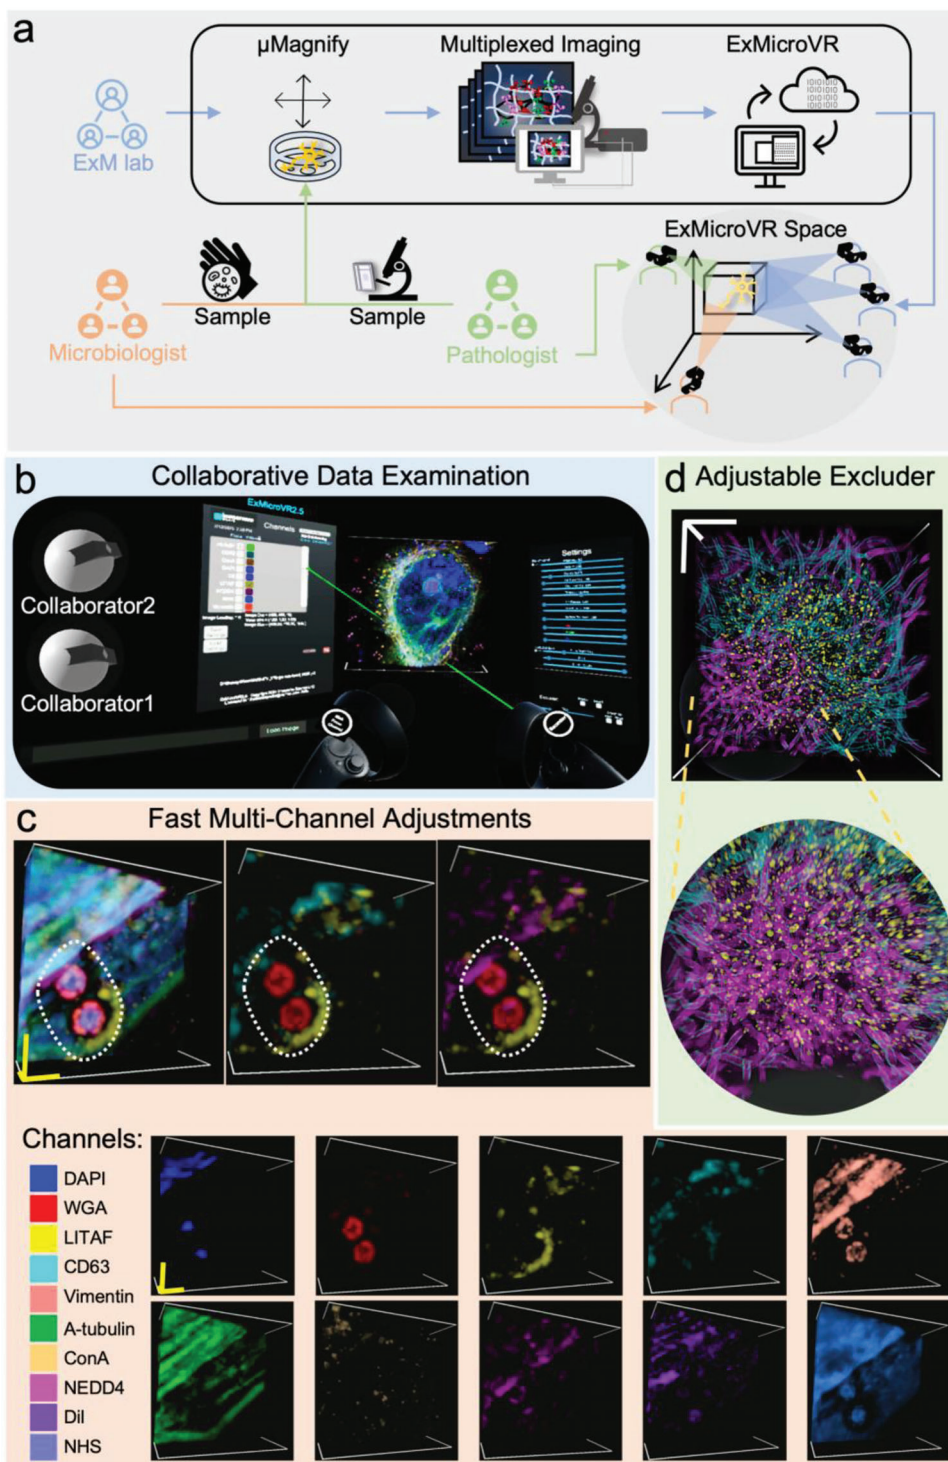 a
µMagnify
Multiplexed Imaging
ExMicroVR
ExM lab
ExMicroVR Space
Sample
Sample
Microbiologist
Pathologist
b
Collaborative Data Examination
ExMicroVR2.5
Channels
Settings
Collaborator2
Collaborator1
d
Adjustable Excluder
c
Fast Multi-Channel Adjustments
Channels:
DAPI
WGA
LITAF
CD63
Vimentin
A-tubulin
ConA
NEDD4
Dil
NHS